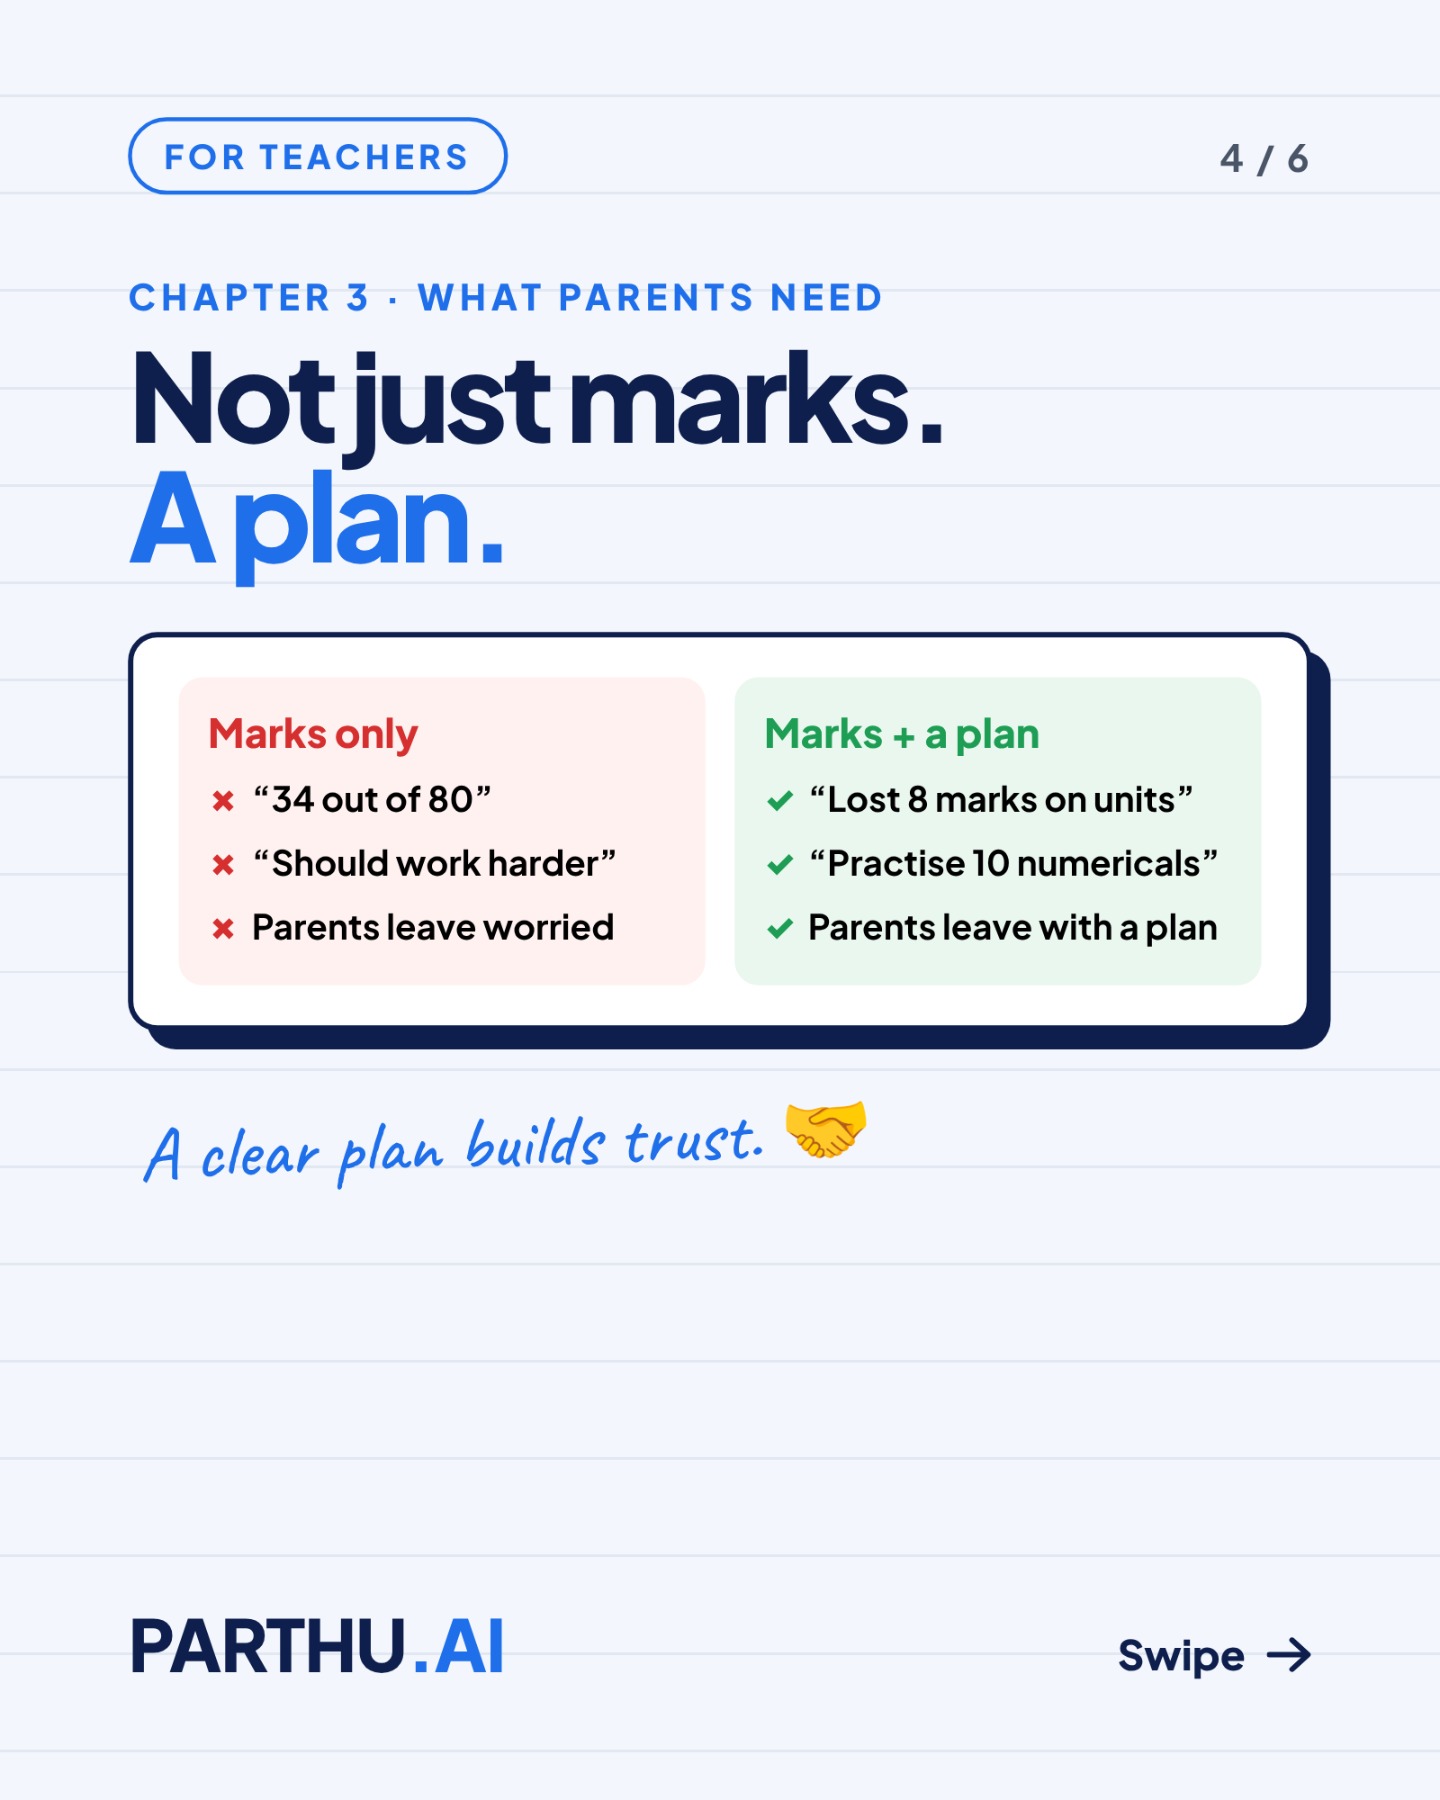 FOR TEACHERS
4 / 6
CHAPTER 3 · WHAT PARENTS NEED
Not just marks.
A plan.
Marks only
✖ “34 out of 80”
✖ “Should work harder”
✖ Parents leave worried
Marks + a plan
✔ “Lost 8 marks on units”
✔ “Practise 10 numericals”
✔ Parents leave with a plan
A clear plan builds trust. 🤝
PARTHU.AI
Swipe →